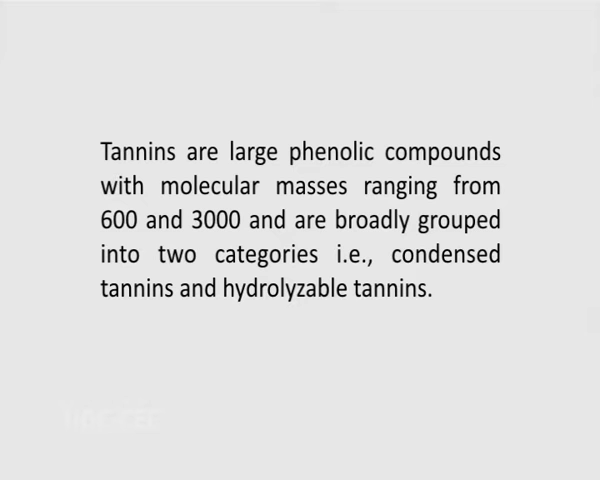 Tannins are large phenolic compounds
with molecular masses ranging from
600 and 3000 and are broadly grouped
into two categories i.e., condensed
tannins and hydrolyzable tannins.